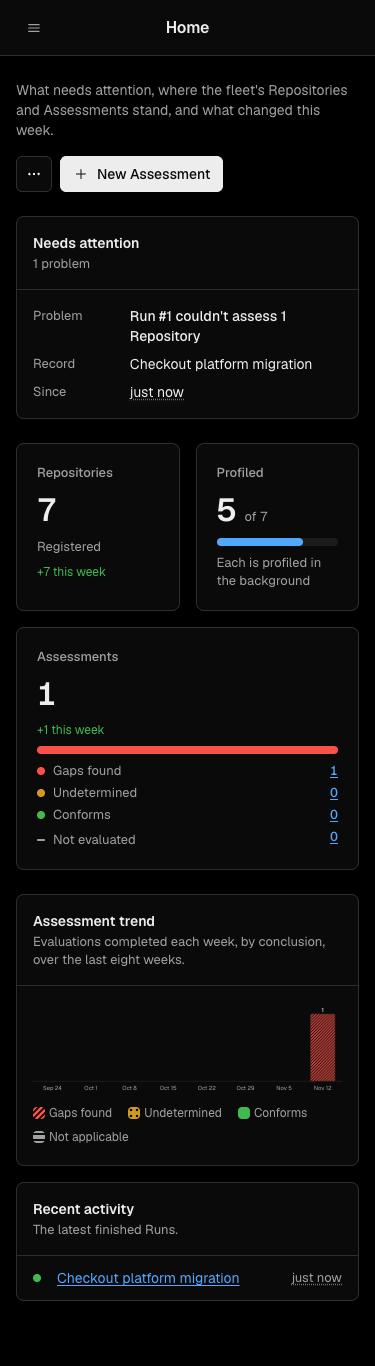 Home
What needs attention, where the fleet's Repositories
and Assessments stand, and what changed this
week.
New Assessment
Needs attention
1 problem
Problem
Run #1 couldn't assess 1
Repository
Record
Checkout platform migration
Since
just now
Repositories
7
Registered
+7 this week
Profiled
5 of 7
Each is profiled in
the background
Assessments
1
+1 this week
Gaps found 1
Undetermined 0
Conforms 0
Not evaluated 0
Assessment trend
Evaluations completed each week, by conclusion,
over the last eight weeks.
1
Sep 24 Oct 1 Oct 8 Oct 15 Oct 22 Oct 29 Nov 5 Nov 12
Gaps found Undetermined Conforms
Not applicable
Recent activity
The latest finished Runs.
Checkout platform migration just now